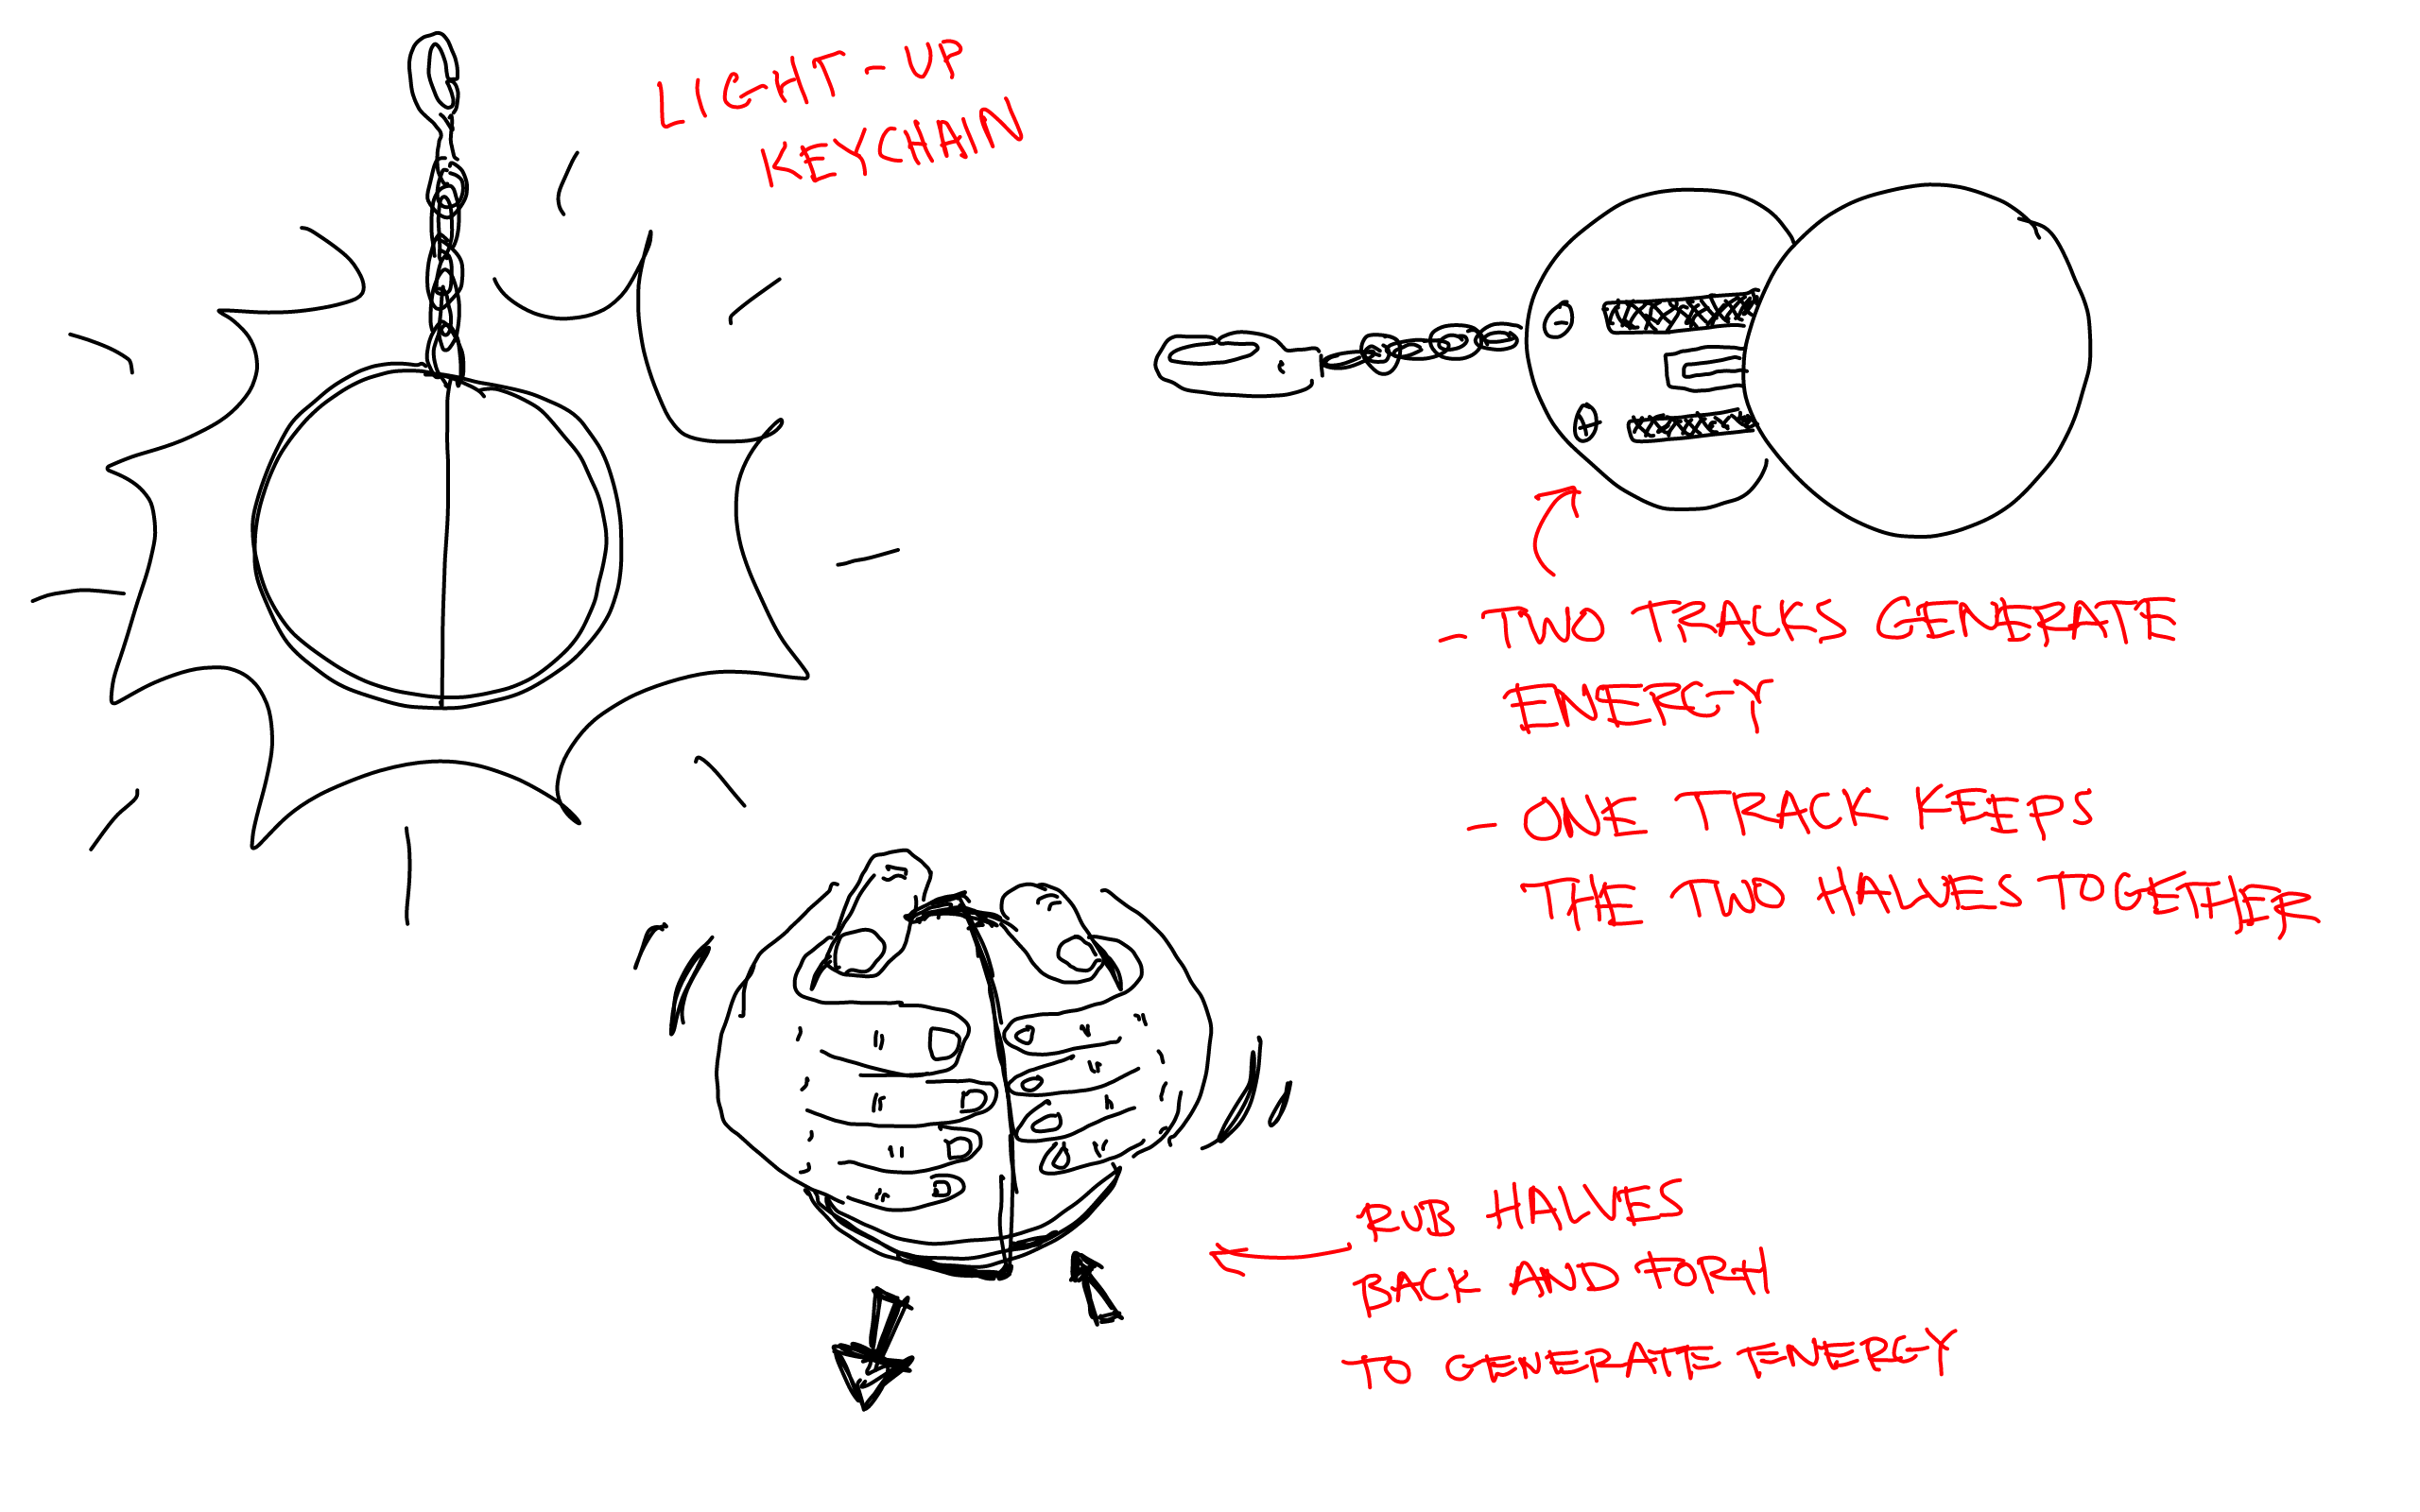 LIGHT-UP
KEYCHAIN
- +
- TWO TRACKS GENERATE
ENERGY
- ONE TRACK KEEPS
THE TWO HALVES TOGETHER
RUB HALVES
BACK AND FORH
TO GENERATE ENERGY